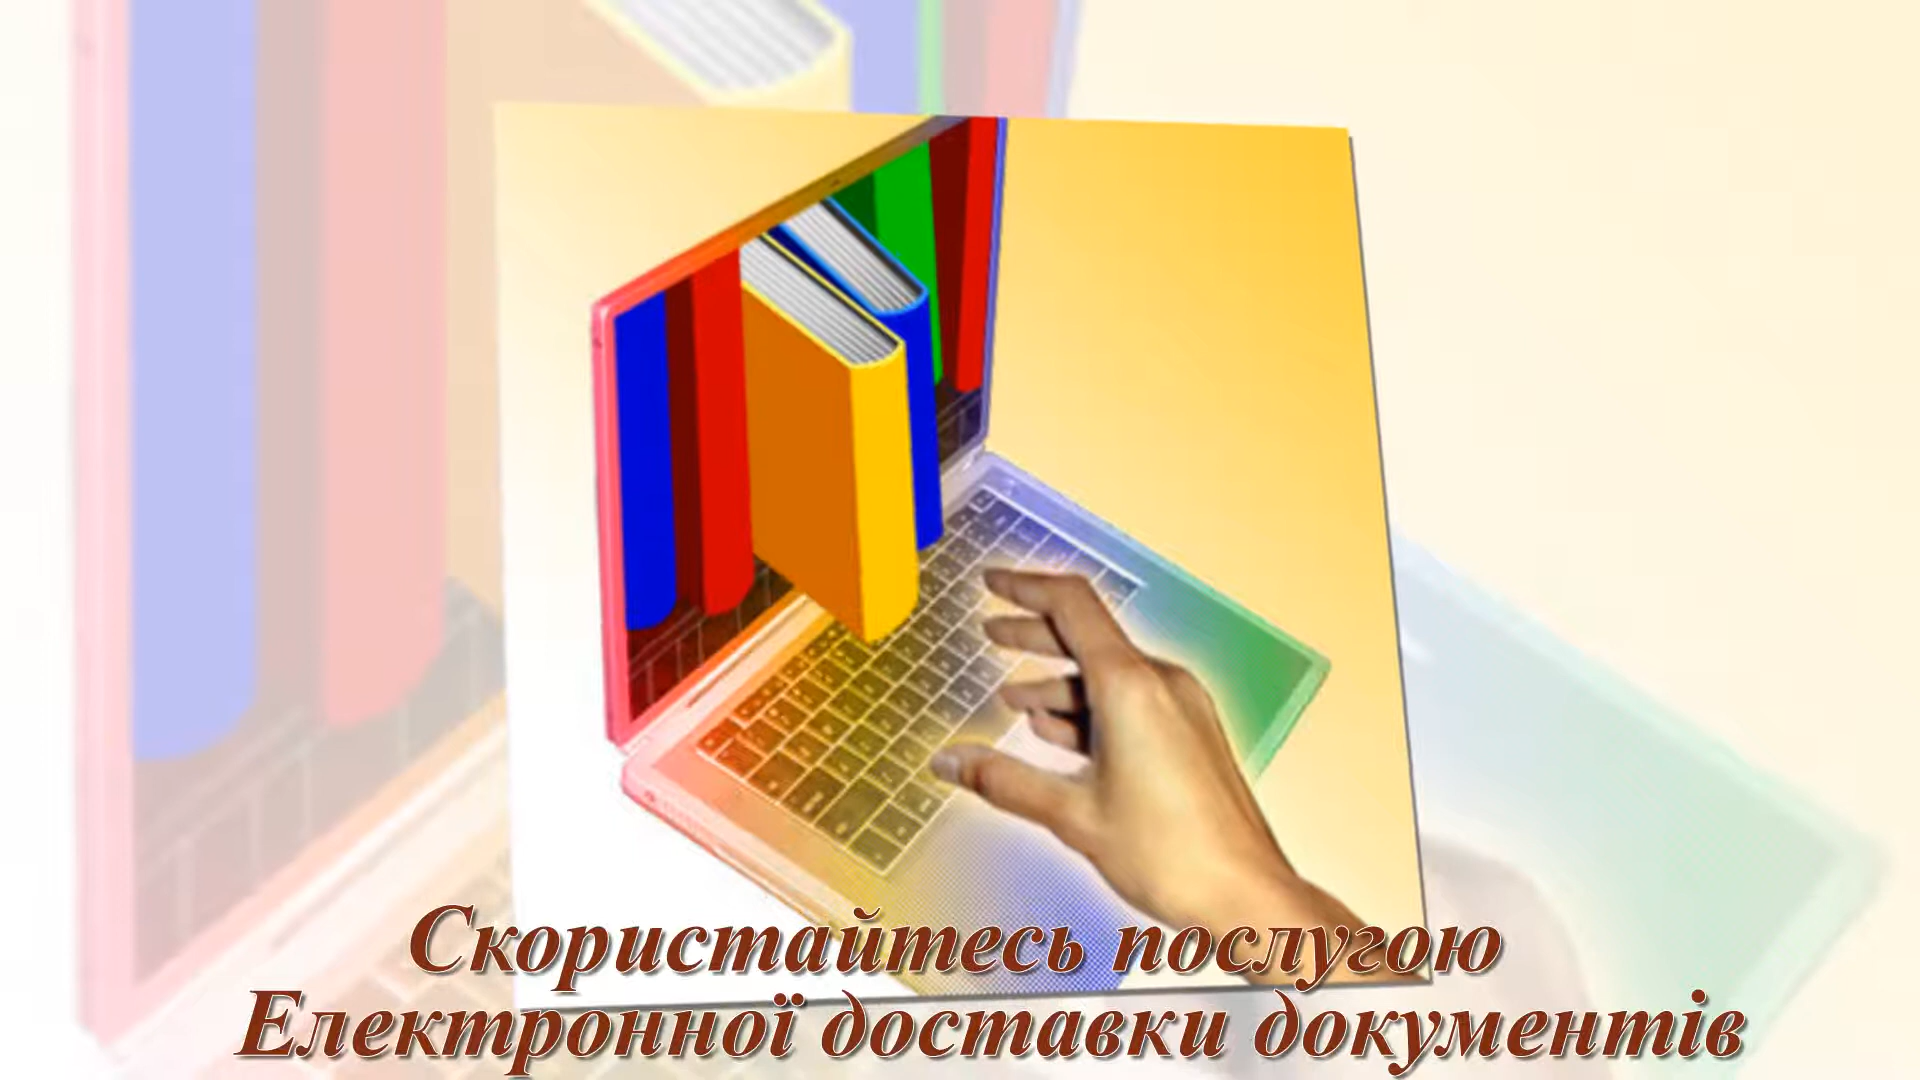 Скористайтесь послугою
Електронної доставки документів